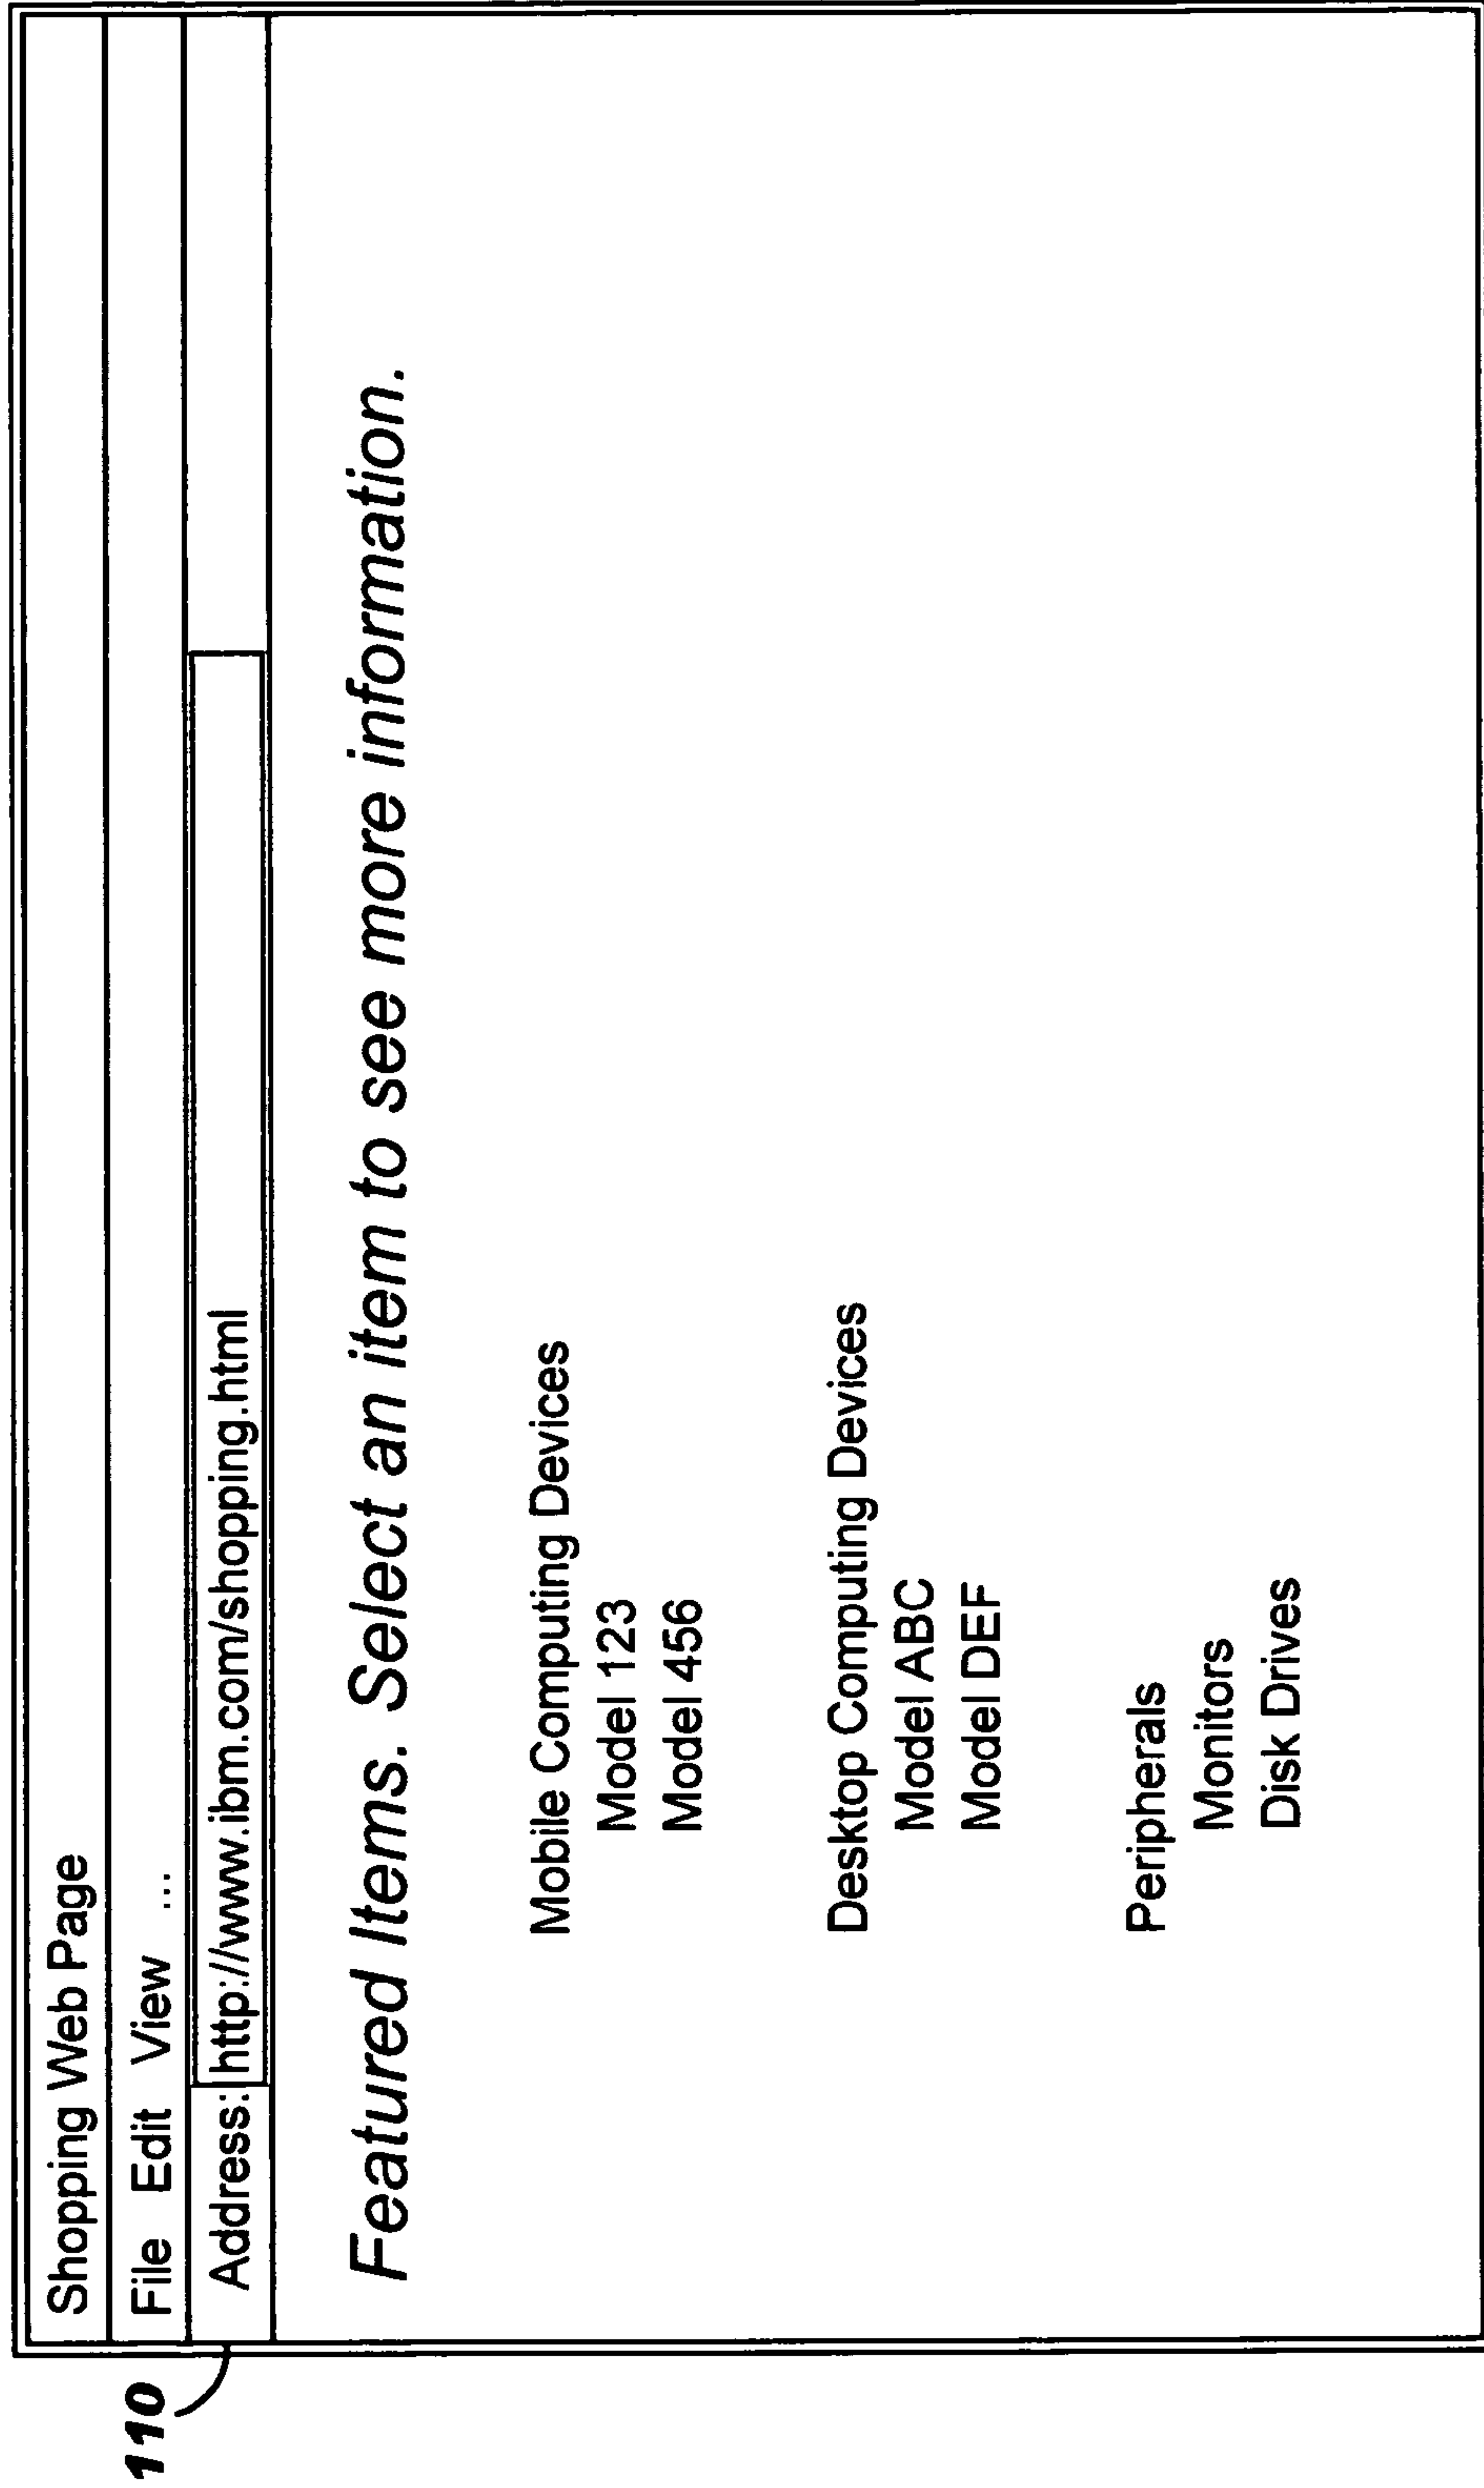 Shopping Web Page
File Edit View ...
110
Address: http://www.ibm.com/shopping.html
Featured Items. Select an item to see more information.
Mobile Computing Devices
Model 123
Model 456
Desktop Computing Devices
Model ABC
Model DEF
Peripherals
Monitors
Disk Drives